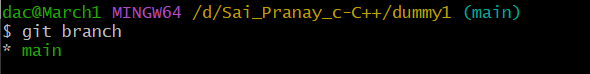 dac@March1 MINGW64 /d/Sai_Pranay_c-C++/dummy1 (main)
$ git branch
* main